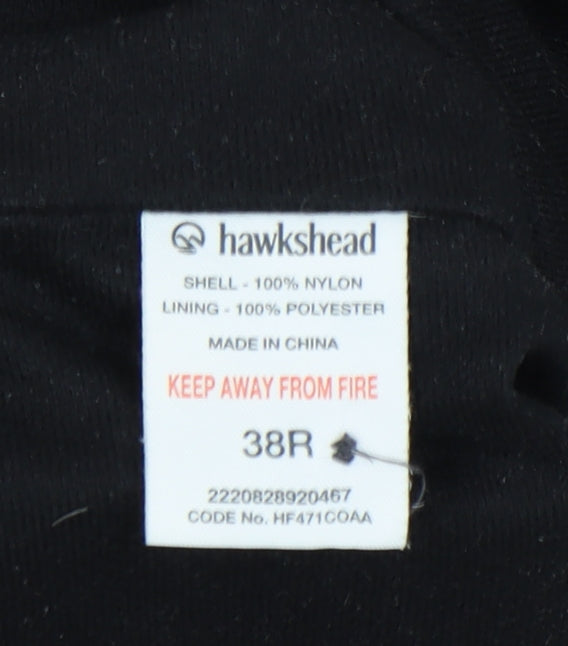 hawkshead
SHELL - 100% NYLON
LINING - 100% POLYESTER
MADE IN CHINA
KEEP AWAY FROM FIRE
38R
2220828920467
CODE No. HF471COAA